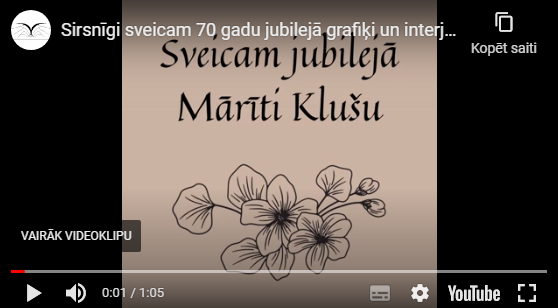 Sirsnīgi sveicam 70 gadu jubilejā grafiķi un interj...
Kopēt saiti
Sveicam jubilejā
Mārīti Klušu
VAIRĀK VIDEOKLIPU
0:01 / 1:05
YouTube